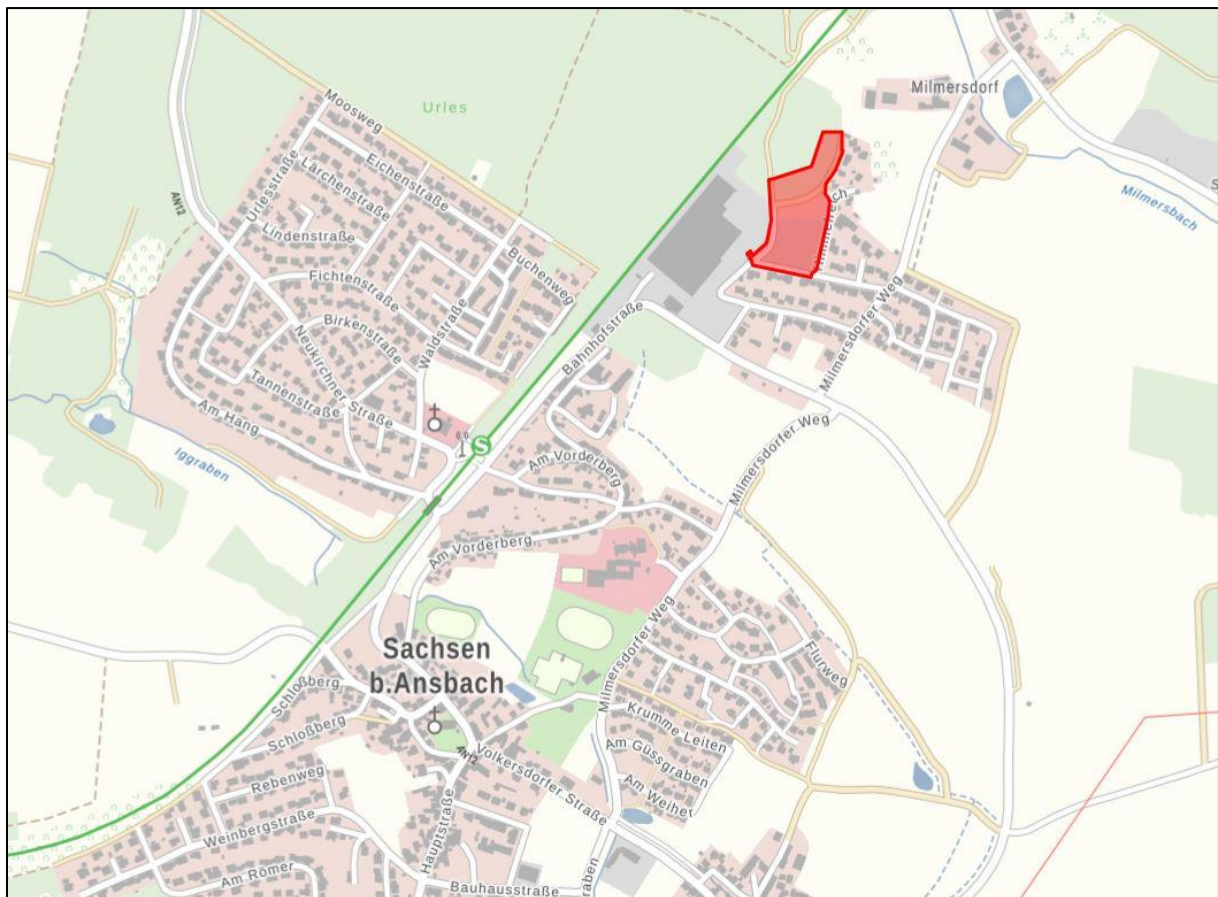 Urles
Milmersdorf
Moosweg
Eichenstraße
Lärchenstraße
Urlesstraße
AN12
Lindenstraße
Buchenweg
Milmersbach
Fichtenstraße
Birkenstraße
Waldstraße
Neukirchner Straße
Tannenstraße
Am Hang
Bahnhofstraße
Milmersdorfer Weg
Iggraben
Am Vorderberg
Milmersdorfer Weg
Am Vorderberg
S
Sachsen
b.Ansbach
Milmersdorfer Weg
Flurweg
Schloßberg
Schloßberg
Krumme Leiten
AN12
Volkersdorfer Straße
Am Güssgraben
Am Weiher
Rebenweg
Weinbergstraße
Hauptstraße
Am Römer
Bauhausstraße
raben